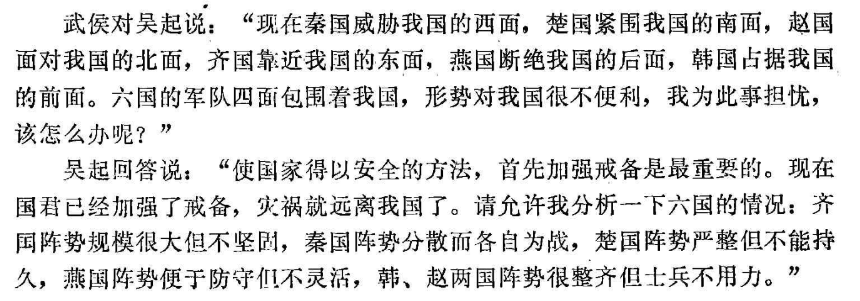 武侯对吴起说：“现在秦国威胁我国的西面，楚国紧围我国的南面，赵国
面对我国的北面，齐国靠近我国的东面，燕国断绝我国的后面，韩国占据我国
的前面。六国的军队四面包围着我国，形势对我国很不便利，我为此事担忧，
该怎么办呢？”
吴起回答说：“使国家得以安全的方法，首先加强戒备是最重要的。现在
国君已经加强了戒备，灾祸就远离我国了。请允许我分析一下六国的情况：齐
国阵势规模很大但不坚固，秦国阵势分散而各自为战，楚国阵势严整但不能持
久，燕国阵势便于防守但不灵活，韩、赵两国阵势很整齐但士兵不用力。”